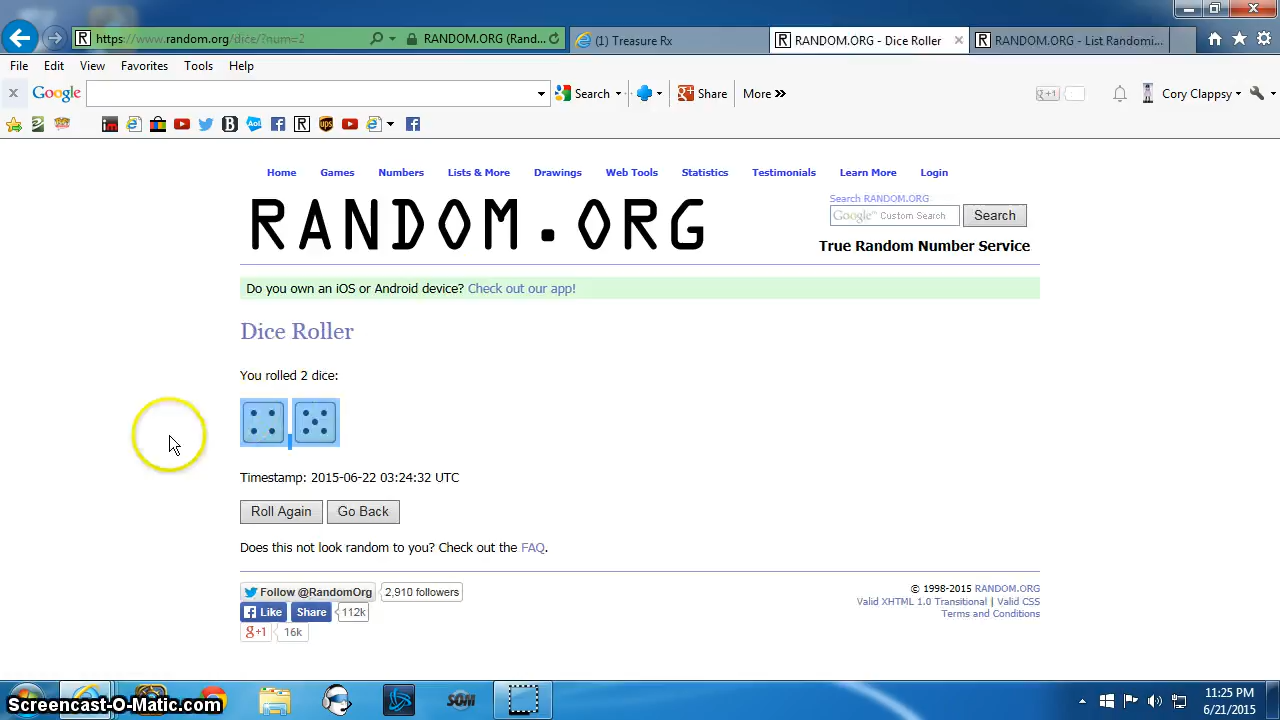 https://www.random.org/dice/?num=2
RANDOM.ORG (Rand...
(1) Treasure Rx
RANDOM.ORG - Dice Roller
RANDOM.ORG - List Randomi...
File Edit View Favorites Tools Help
Google
Search
Share
More »
Cory Clappsy
Home Games Numbers Lists & More Drawings Web Tools Statistics Testimonials Learn More Login
RANDOM.ORG
Search RANDOM.ORG
Google™ Custom Search
Search
True Random Number Service
Do you own an iOS or Android device? Check out our app!
Dice Roller
You rolled 2 dice:
Timestamp: 2015-06-22 03:24:32 UTC
Roll Again Go Back
Does this not look random to you? Check out the FAQ.
Follow @RandomOrg 2,910 followers
Like Share 112k
g+1 16k
© 1998-2015 RANDOM.ORG
Valid XHTML 1.0 Transitional | Valid CSS
Terms and Conditions
Screencast-O-Matic.com
SOM
11:25 PM
6/21/2015